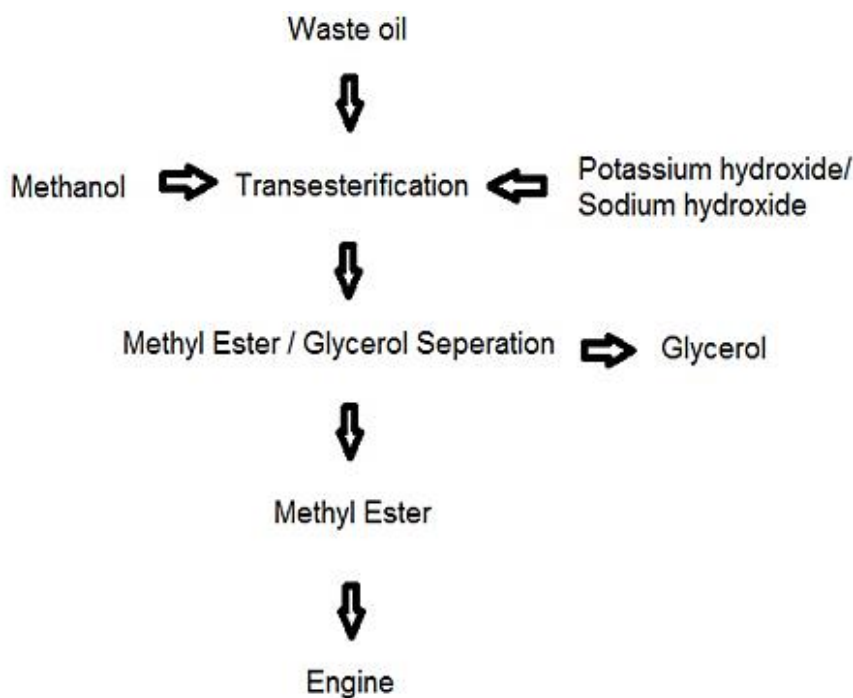 Waste oil
Methanol
Transesterification
Potassium hydroxide/
Sodium hydroxide
Methyl Ester / Glycerol Seperation
Glycerol
Methyl Ester
Engine